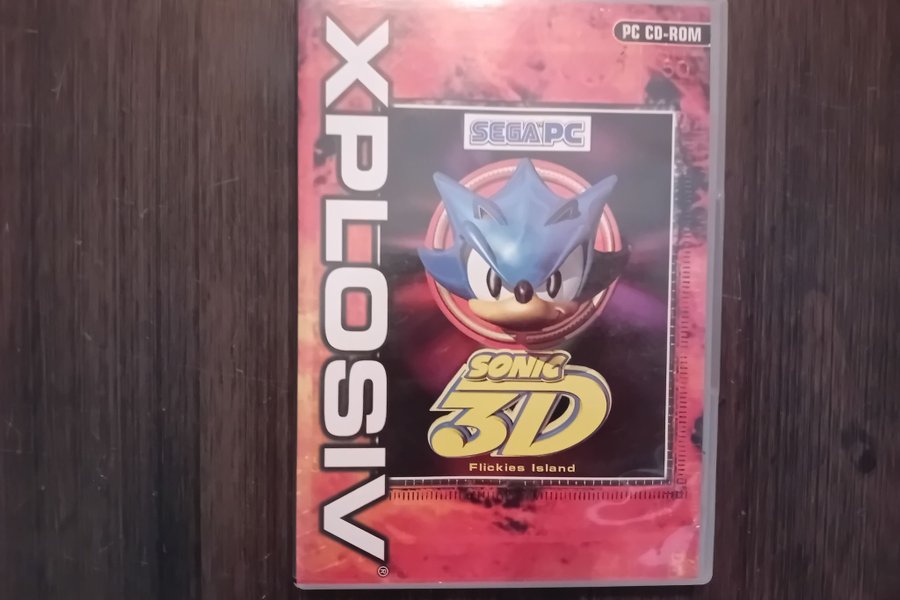 XPLOSIV®
PC CD-ROM
SEGA PC
SONIC
3D
Flickies Island